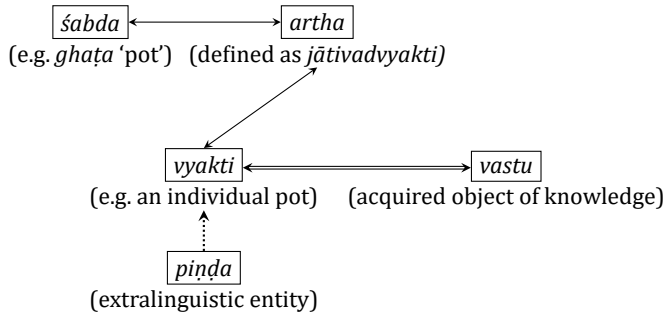 śabda artha
(e.g. ghaṭa ‘pot’) (defined as jātivadvyakti)
vyakti vastu
(e.g. an individual pot) (acquired object of knowledge)
piṇḍa
(extralinguistic entity)